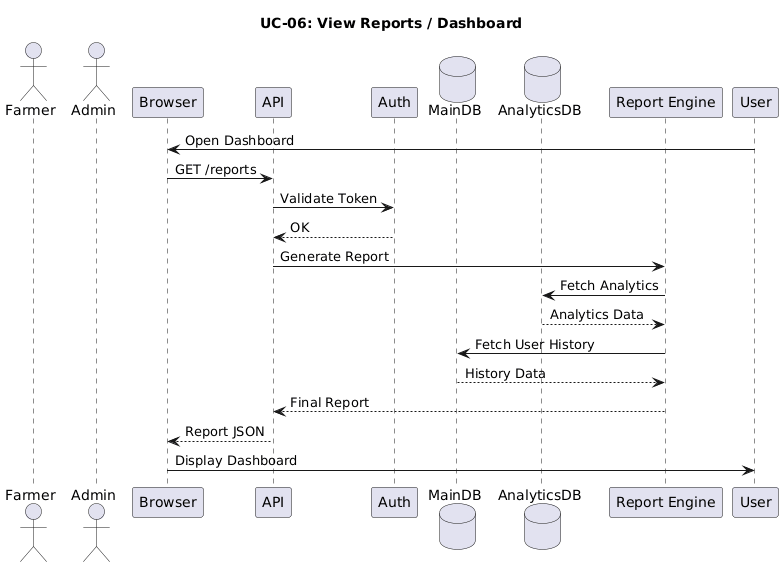 UC-06: View Reports / Dashboard
Farmer
Admin
Browser
API
Auth
MainDB
AnalyticsDB
Report Engine
User
Open Dashboard
GET /reports
Validate Token
OK
Generate Report
Fetch Analytics
Analytics Data
Fetch User History
History Data
Final Report
Report JSON
Display Dashboard
Farmer
Admin
Browser
API
Auth
MainDB
AnalyticsDB
Report Engine
User